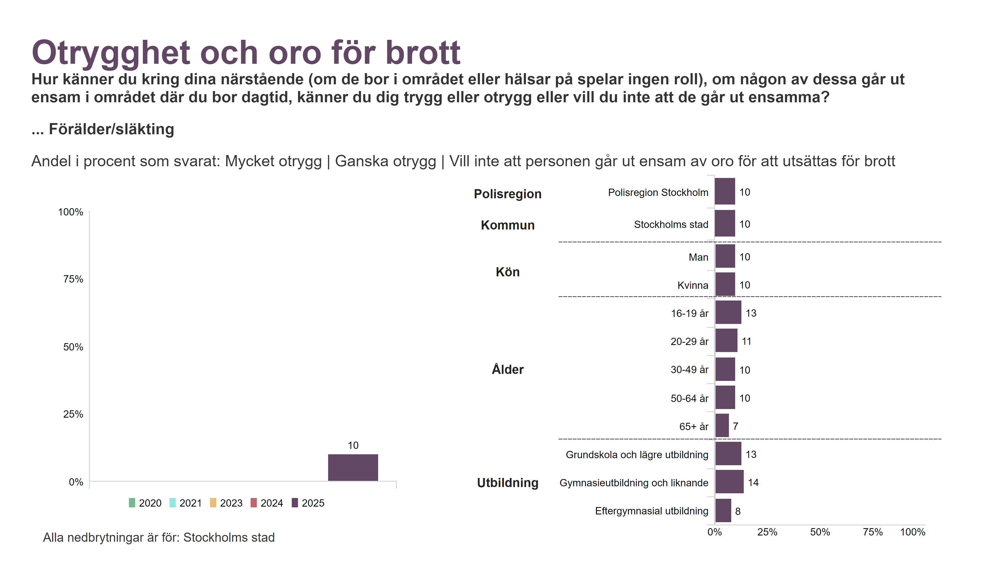 Otrygghet och oro för brott
Hur känner du kring dina närstående (om de bor i området eller hälsar på spelar ingen roll), om någon av dessa går ut
ensam i området där du bor dagtid, känner du dig trygg eller otrygg eller vill du inte att de går ut ensamma?
... Förälder/släkting
Andel i procent som svarat: Mycket otrygg | Ganska otrygg | Vill inte att personen går ut ensam av oro för att utsättas för brott
100%
75%
50%
25%
0%
10
2020 2021 2023 2024 2025
Alla nedbrytningar är för: Stockholms stad
Polisregion
Polisregion Stockholm 10
Kommun
Stockholms stad 10
Kön
Man 10
Kvinna 10
Ålder
16-19 år 13
20-29 år 11
30-49 år 10
50-64 år 10
65+ år 7
Utbildning
Grundskola och lägre utbildning 13
Gymnasieutbildning och liknande 14
Eftergymnasial utbildning 8
0% 25% 50% 75% 100%